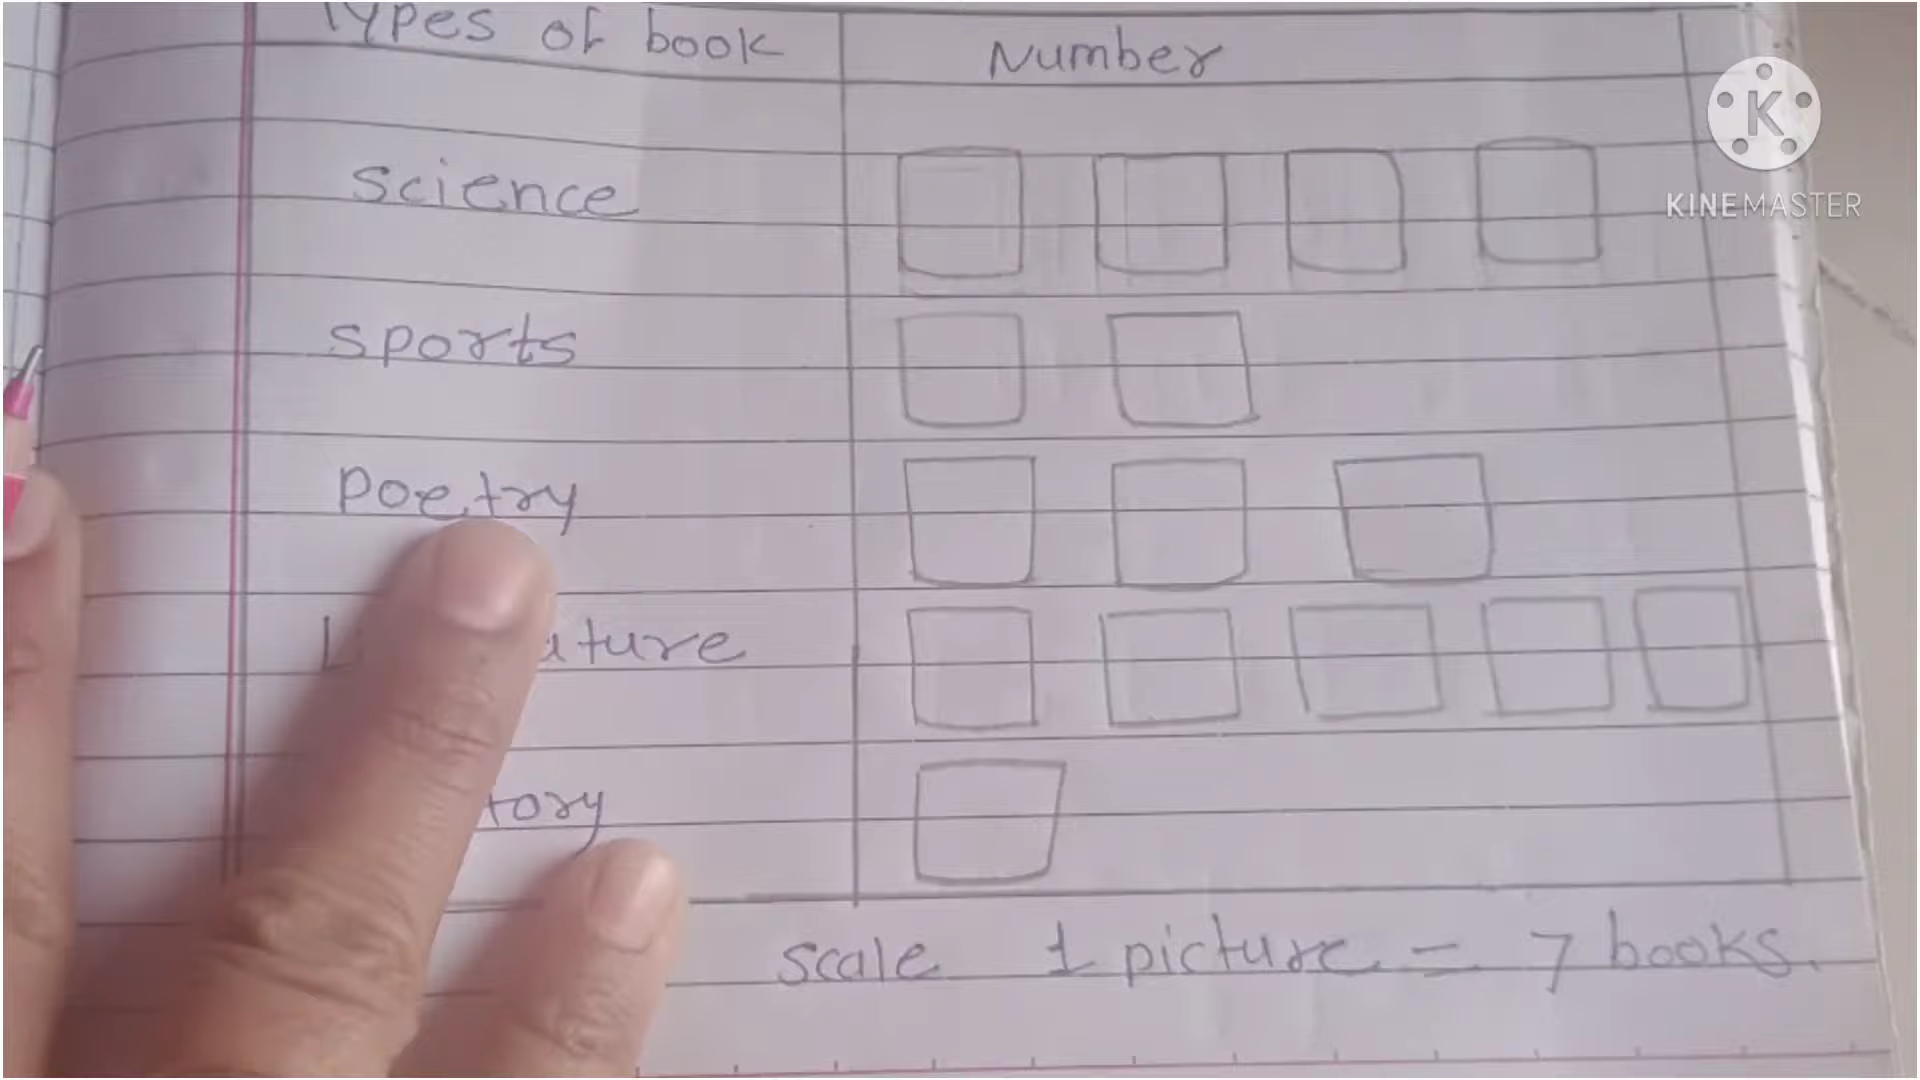 Types of book Number
Science
Sports
Poetry
Scale 1 picture = 7 books.
K
KINEMASTER